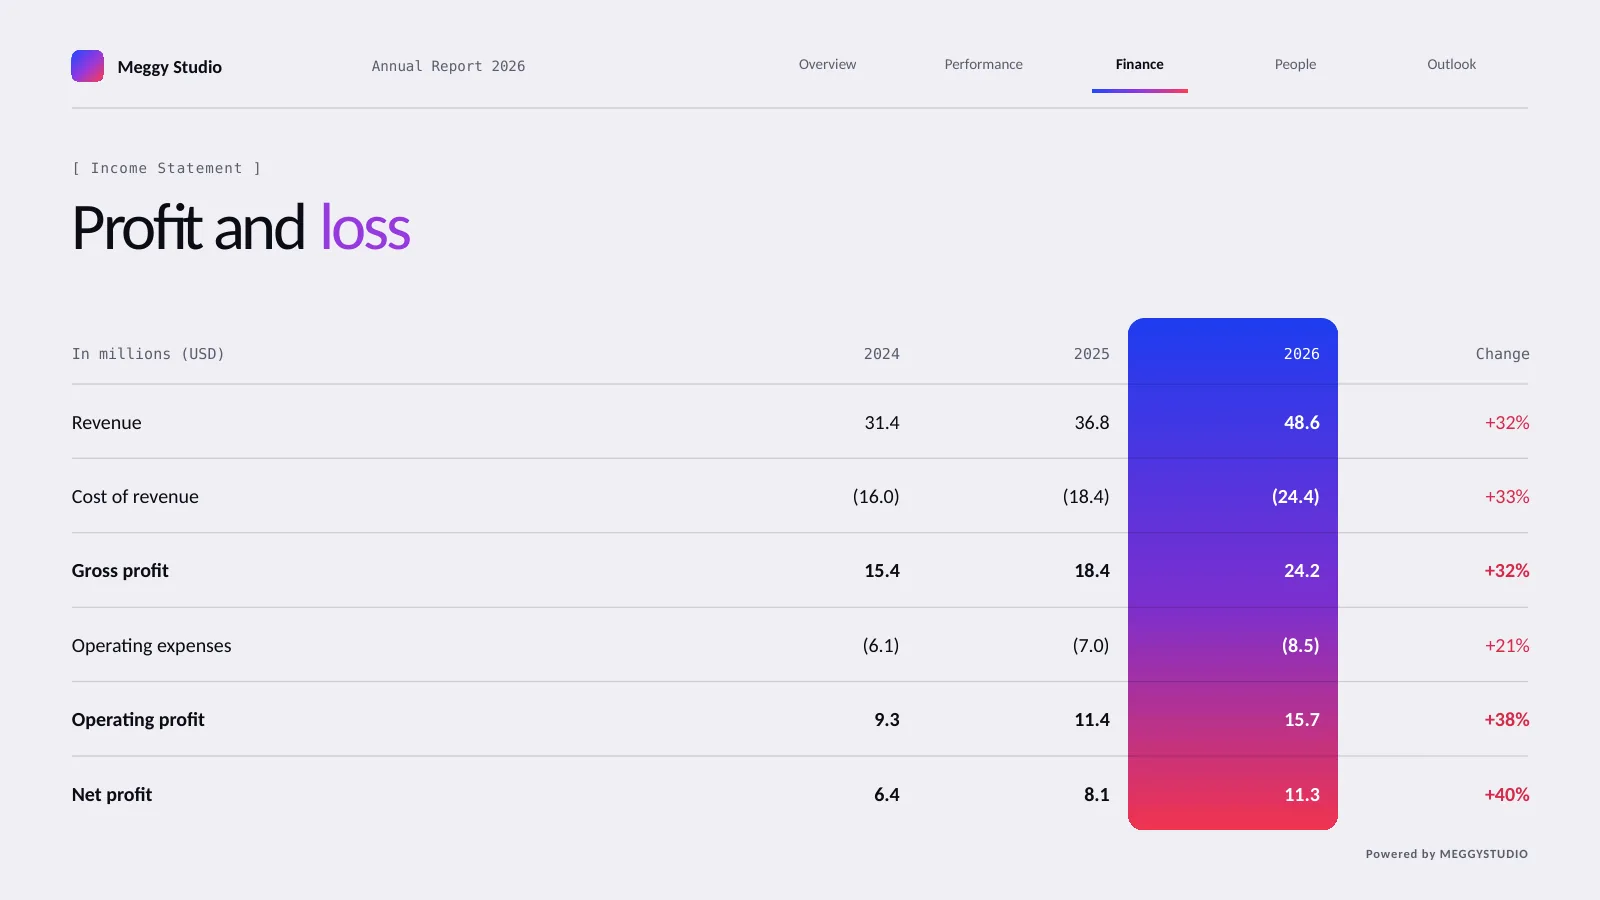 Meggy Studio Annual Report 2026 Overview Performance Finance People Outlook
[ Income Statement ]
Profit and loss
In millions (USD) 2024 2025 2026 Change
Revenue 31.4 36.8 48.6 +32%
Cost of revenue (16.0) (18.4) (24.4) +33%
Gross profit 15.4 18.4 24.2 +32%
Operating expenses (6.1) (7.0) (8.5) +21%
Operating profit 9.3 11.4 15.7 +38%
Net profit 6.4 8.1 11.3 +40%
Powered by MEGGYSTUDIO